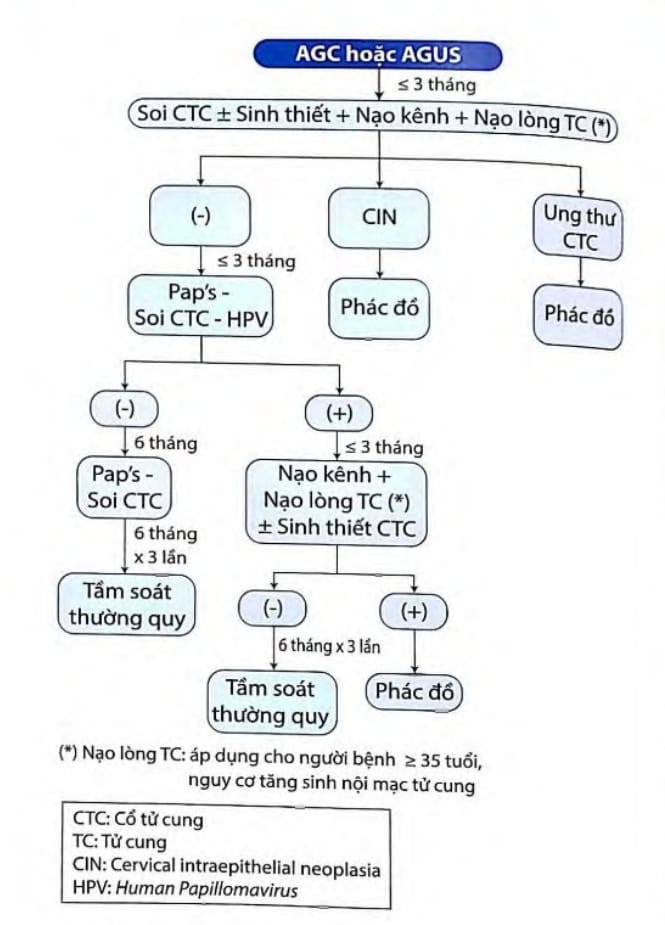 AGC hoặc AGUS
≤ 3 tháng
Soi CTC ± Sinh thiết + Nạo kênh + Nạo lòng TC (*)
(-)
CIN
Ung thư
CTC
≤ 3 tháng
Pap's -
Soi CTC - HPV
Phác đồ
Phác đồ
(-)
(+)
6 tháng
≤ 3 tháng
Pap's -
Soi CTC
Nạo kênh +
Nạo lòng TC (*)
± Sinh thiết CTC
6 tháng
x 3 lần
Tầm soát
thường quy
(-)
(+)
6 tháng x 3 lần
Tầm soát
thường quy
Phác đồ
(*) Nạo lòng TC: áp dụng cho người bệnh ≥ 35 tuổi,
nguy cơ tăng sinh nội mạc tử cung
CTC: Cổ tử cung
TC: Tử cung
CIN: Cervical intraepithelial neoplasia
HPV: Human Papillomavirus